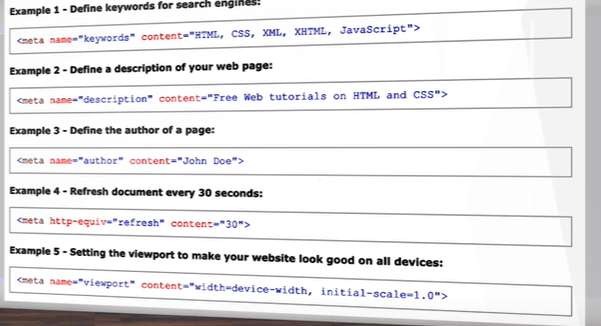 Example 1 - Define keywords for search engines:
<meta name="keywords" content="HTML, CSS, XML, XHTML, JavaScript">
Example 2 - Define a description of your web page:
<meta name="description" content="Free Web tutorials on HTML and CSS">
Example 3 - Define the author of a page:
<meta name="author" content="John Doe">
Example 4 - Refresh document every 30 seconds:
<meta http-equiv="refresh" content="30">
Example 5 - Setting the viewport to make your website look good on all devices:
<meta name="viewport" content="width=device-width, initial-scale=1.0">